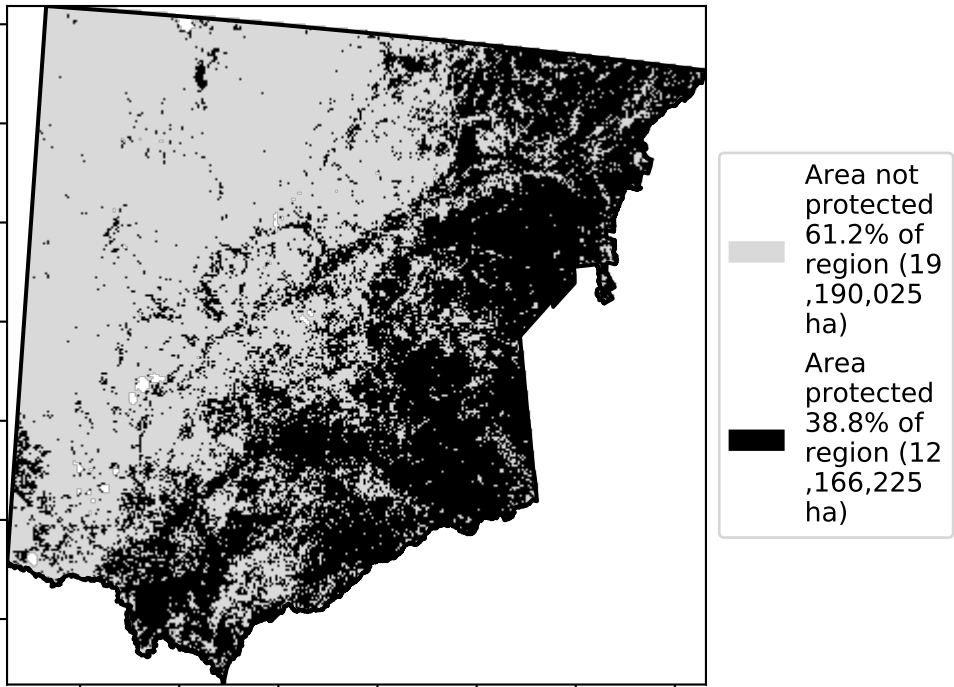 Area not
protected
61.2% of
region (19
,190,025
ha)
Area
protected
38.8% of
region (12
,166,225
ha)